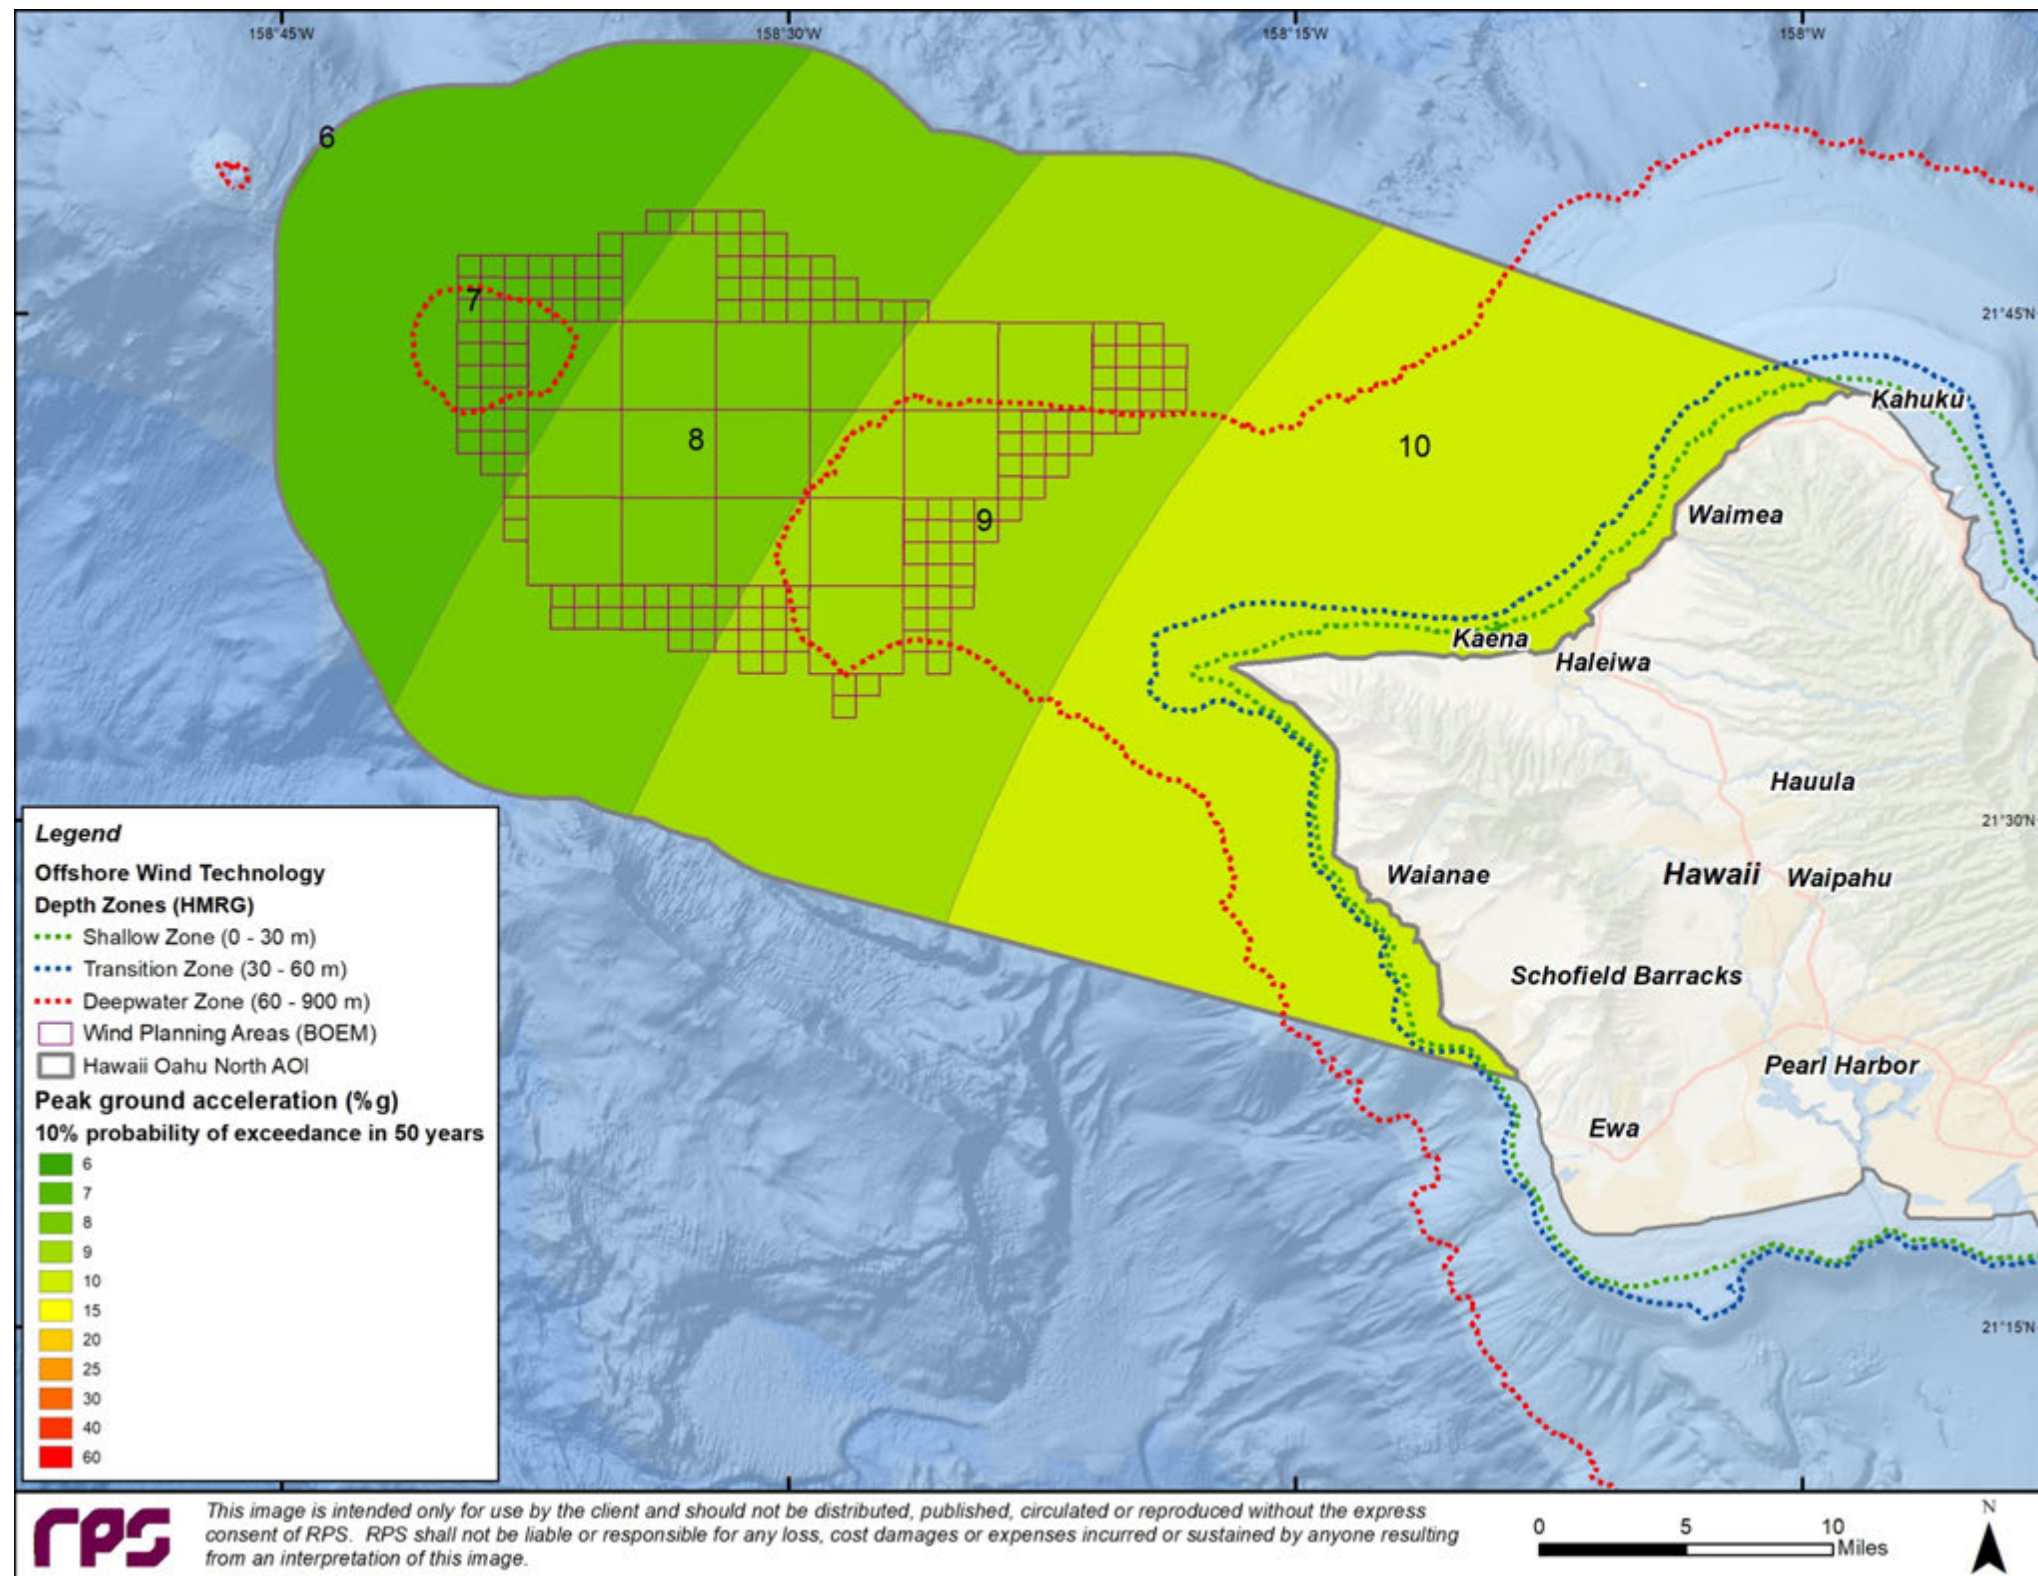 158°45'W
158°30'W
158°15'W
158°W
6
7
8
9
10
21°45'N
21°30'N
21°15'N
Kahuku
Waimea
Kaena
Haleiwa
Hauula
Waianae
Hawaii
Waipahu
Schofield Barracks
Pearl Harbor
Ewa
Legend
Offshore Wind Technology
Depth Zones (HMRG)
Shallow Zone (0 - 30 m)
Transition Zone (30 - 60 m)
Deepwater Zone (60 - 900 m)
Wind Planning Areas (BOEM)
Hawaii Oahu North AOI
Peak ground acceleration (%g)
10% probability of exceedance in 50 years
6
7
8
9
10
15
20
25
30
40
60
rps
This image is intended only for use by the client and should not be distributed, published, circulated or reproduced without the express
consent of RPS. RPS shall not be liable or responsible for any loss, cost damages or expenses incurred or sustained by anyone resulting
from an interpretation of this image.
0 5 10
Miles
N